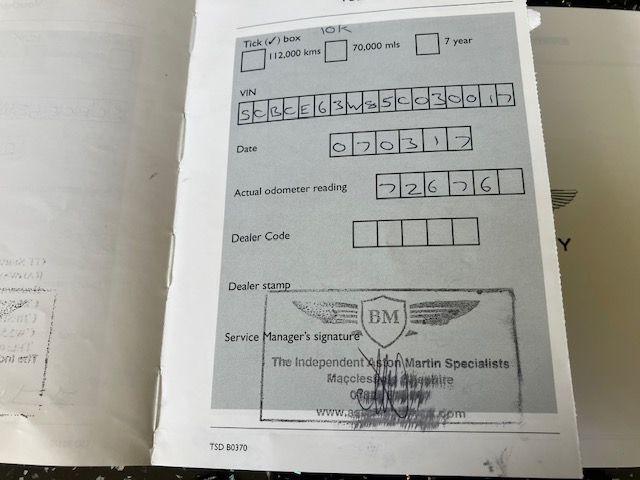 10K
Tick (✓) box
112,000 kms 70,000 mls 7 year
VIN
SCBCE63W85C030017
Date 070317
Actual odometer reading 72676
Dealer Code
Dealer stamp
BM
Service Manager's signature
The Independent Aston Martin Specialists
Macclesfield Cheshire
TSD B0370
Y